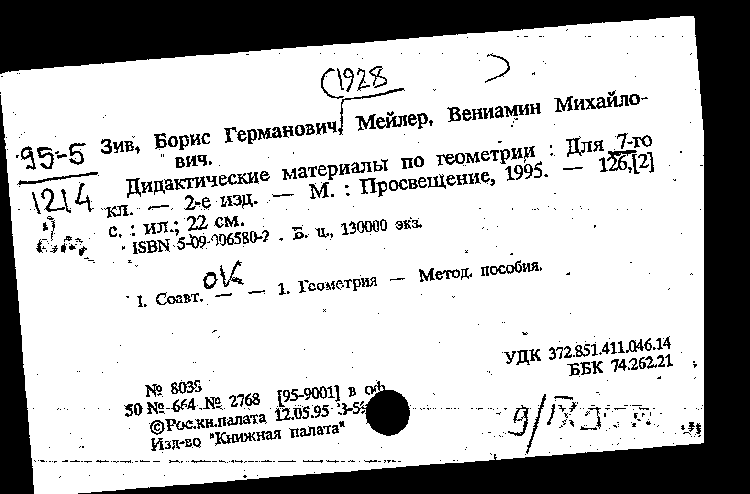 (1928
95-5
1214
Зив, Борис Германович, Мейлер, Вениамин Михайло-
вич.
Дидактические материалы по геометрии : Для 7-го
кл. — 2-е изд. — М. : Просвещение, 1995. — 126,[2]
с. : ил.; 22 см.
ISBN 5-09-006580-2 . Б. ц., 130000 экз.
ок
I. Соавт. — — 1. Геометрия — Метод. пособия.
УДК 372.851.411.046.14
ББК 74.262.21
№ 8035
50 № 664 № 2768 [95-9001] в оф
©Рос.кн.палата 12.05.95
Изд-во "Книжная палата"
9/IX